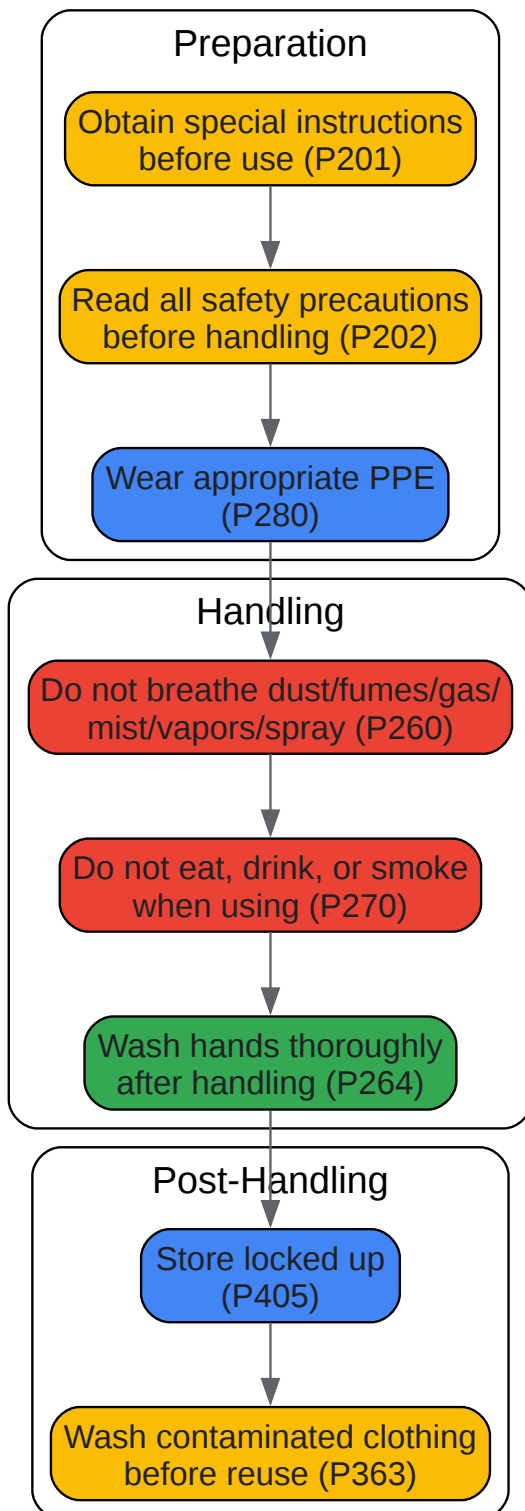 Preparation
Obtain special instructions
before use (P201)
Read all safety precautions
before handling (P202)
Wear appropriate PPE
(P280)
Handling
Do not breathe dust/fumes/gas/
mist/vapors/spray (P260)
Do not eat, drink, or smoke
when using (P270)
Wash hands thoroughly
after handling (P264)
Post-Handling
Store locked up
(P405)
Wash contaminated clothing
before reuse (P363)